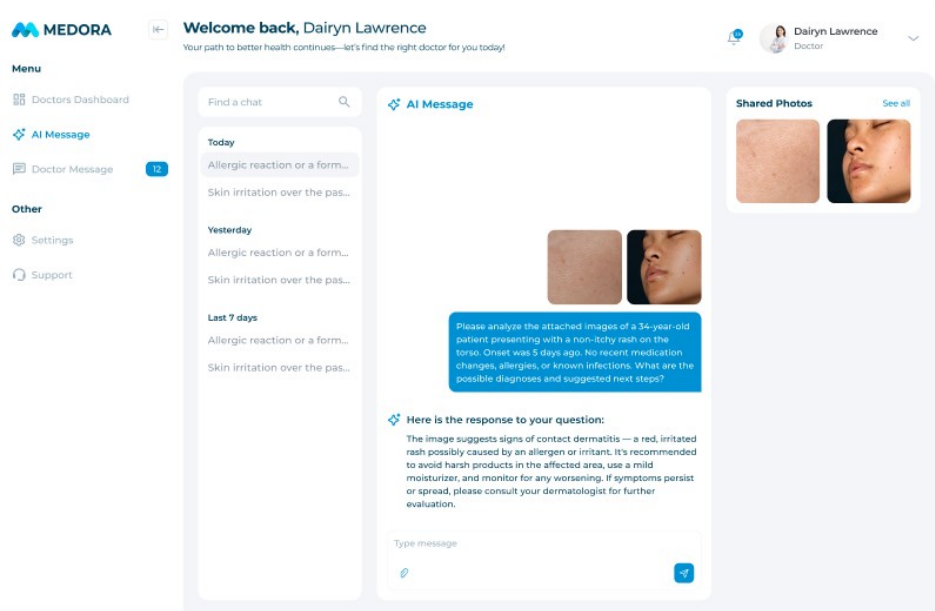 MEDORA
Welcome back, Dairyn Lawrence
Your path to better health continues—let's find the right doctor for you today!
Dairyn Lawrence
Doctor
Menu
Doctors Dashboard
AI Message
Doctor Message
12
Other
Settings
Support
Find a chat
Today
Allergic reaction or a form...
Skin irritation over the pas...
Yesterday
Allergic reaction or a form...
Skin irritation over the pas...
Last 7 days
Allergic reaction or a form...
Skin irritation over the pas...
AI Message
Please analyze the attached images of a 34-year-old
patient presenting with a non-itchy rash on the
torso. Onset was 5 days ago. No recent medication
changes, allergies, or known infections. What are the
possible diagnoses and suggested next steps?
Here is the response to your question:
The image suggests signs of contact dermatitis — a red, irritated
rash possibly caused by an allergen or irritant. It's recommended
to avoid harsh products in the affected area, use a mild
moisturizer, and monitor for any worsening. If symptoms persist
or spread, please consult your dermatologist for further
evaluation.
Type message
Shared Photos
See all